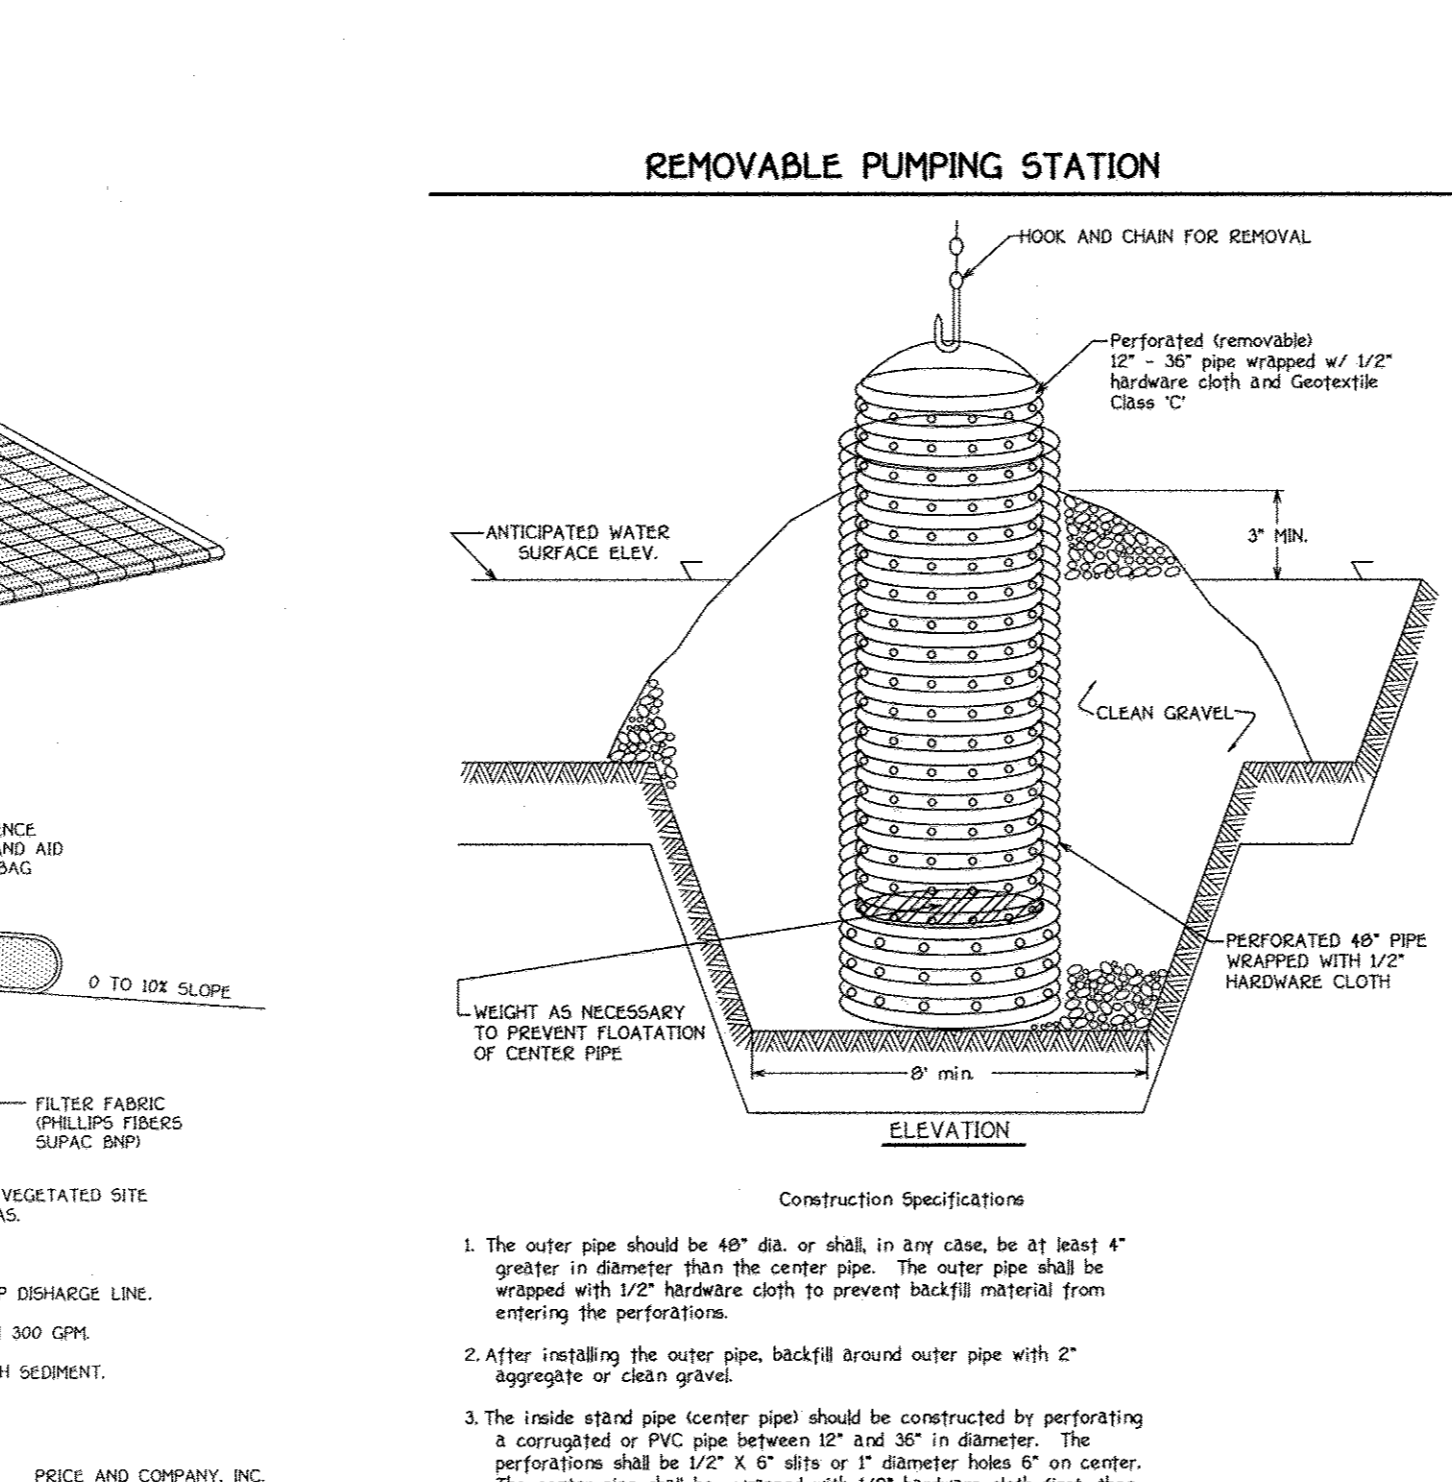 REMOVABLE PUMPING STATION
HOOK AND CHAIN FOR REMOVAL
Perforated (removable)
12" - 36" pipe wrapped w/ 1/2"
hardware cloth and Geotextile
Class 'C'
ANTICIPATED WATER
SURFACE ELEV.
3" MIN.
CLEAN GRAVEL
PERFORATED 48" PIPE
WRAPPED WITH 1/2"
HARDWARE CLOTH
WEIGHT AS NECESSARY
TO PREVENT FLOATATION
OF CENTER PIPE
8' min.
ELEVATION
Construction Specifications
1. The outer pipe should be 48" dia. or shall, in any case, be at least 4"
greater in diameter than the center pipe. The outer pipe shall be
wrapped with 1/2" hardware cloth to prevent backfill material from
entering the perforations.
2. After installing the outer pipe, backfill around outer pipe with 2"
aggregate or clean gravel.
3. The inside stand pipe (center pipe) should be constructed by perforating
a corrugated or PVC pipe between 12" and 36" in diameter. The
perforations shall be 1/2" X 6" slits or 1" diameter holes 6" on center.
ENCE
AND AID
BAG
0 TO 10% SLOPE
FILTER FABRIC
(PHILLIPS FIBERS
SUPAC 8NP)
VEGETATED SITE
AS.
P DISHARGE LINE.
300 GPM.
H SEDIMENT.
PRICE AND COMPANY, INC.